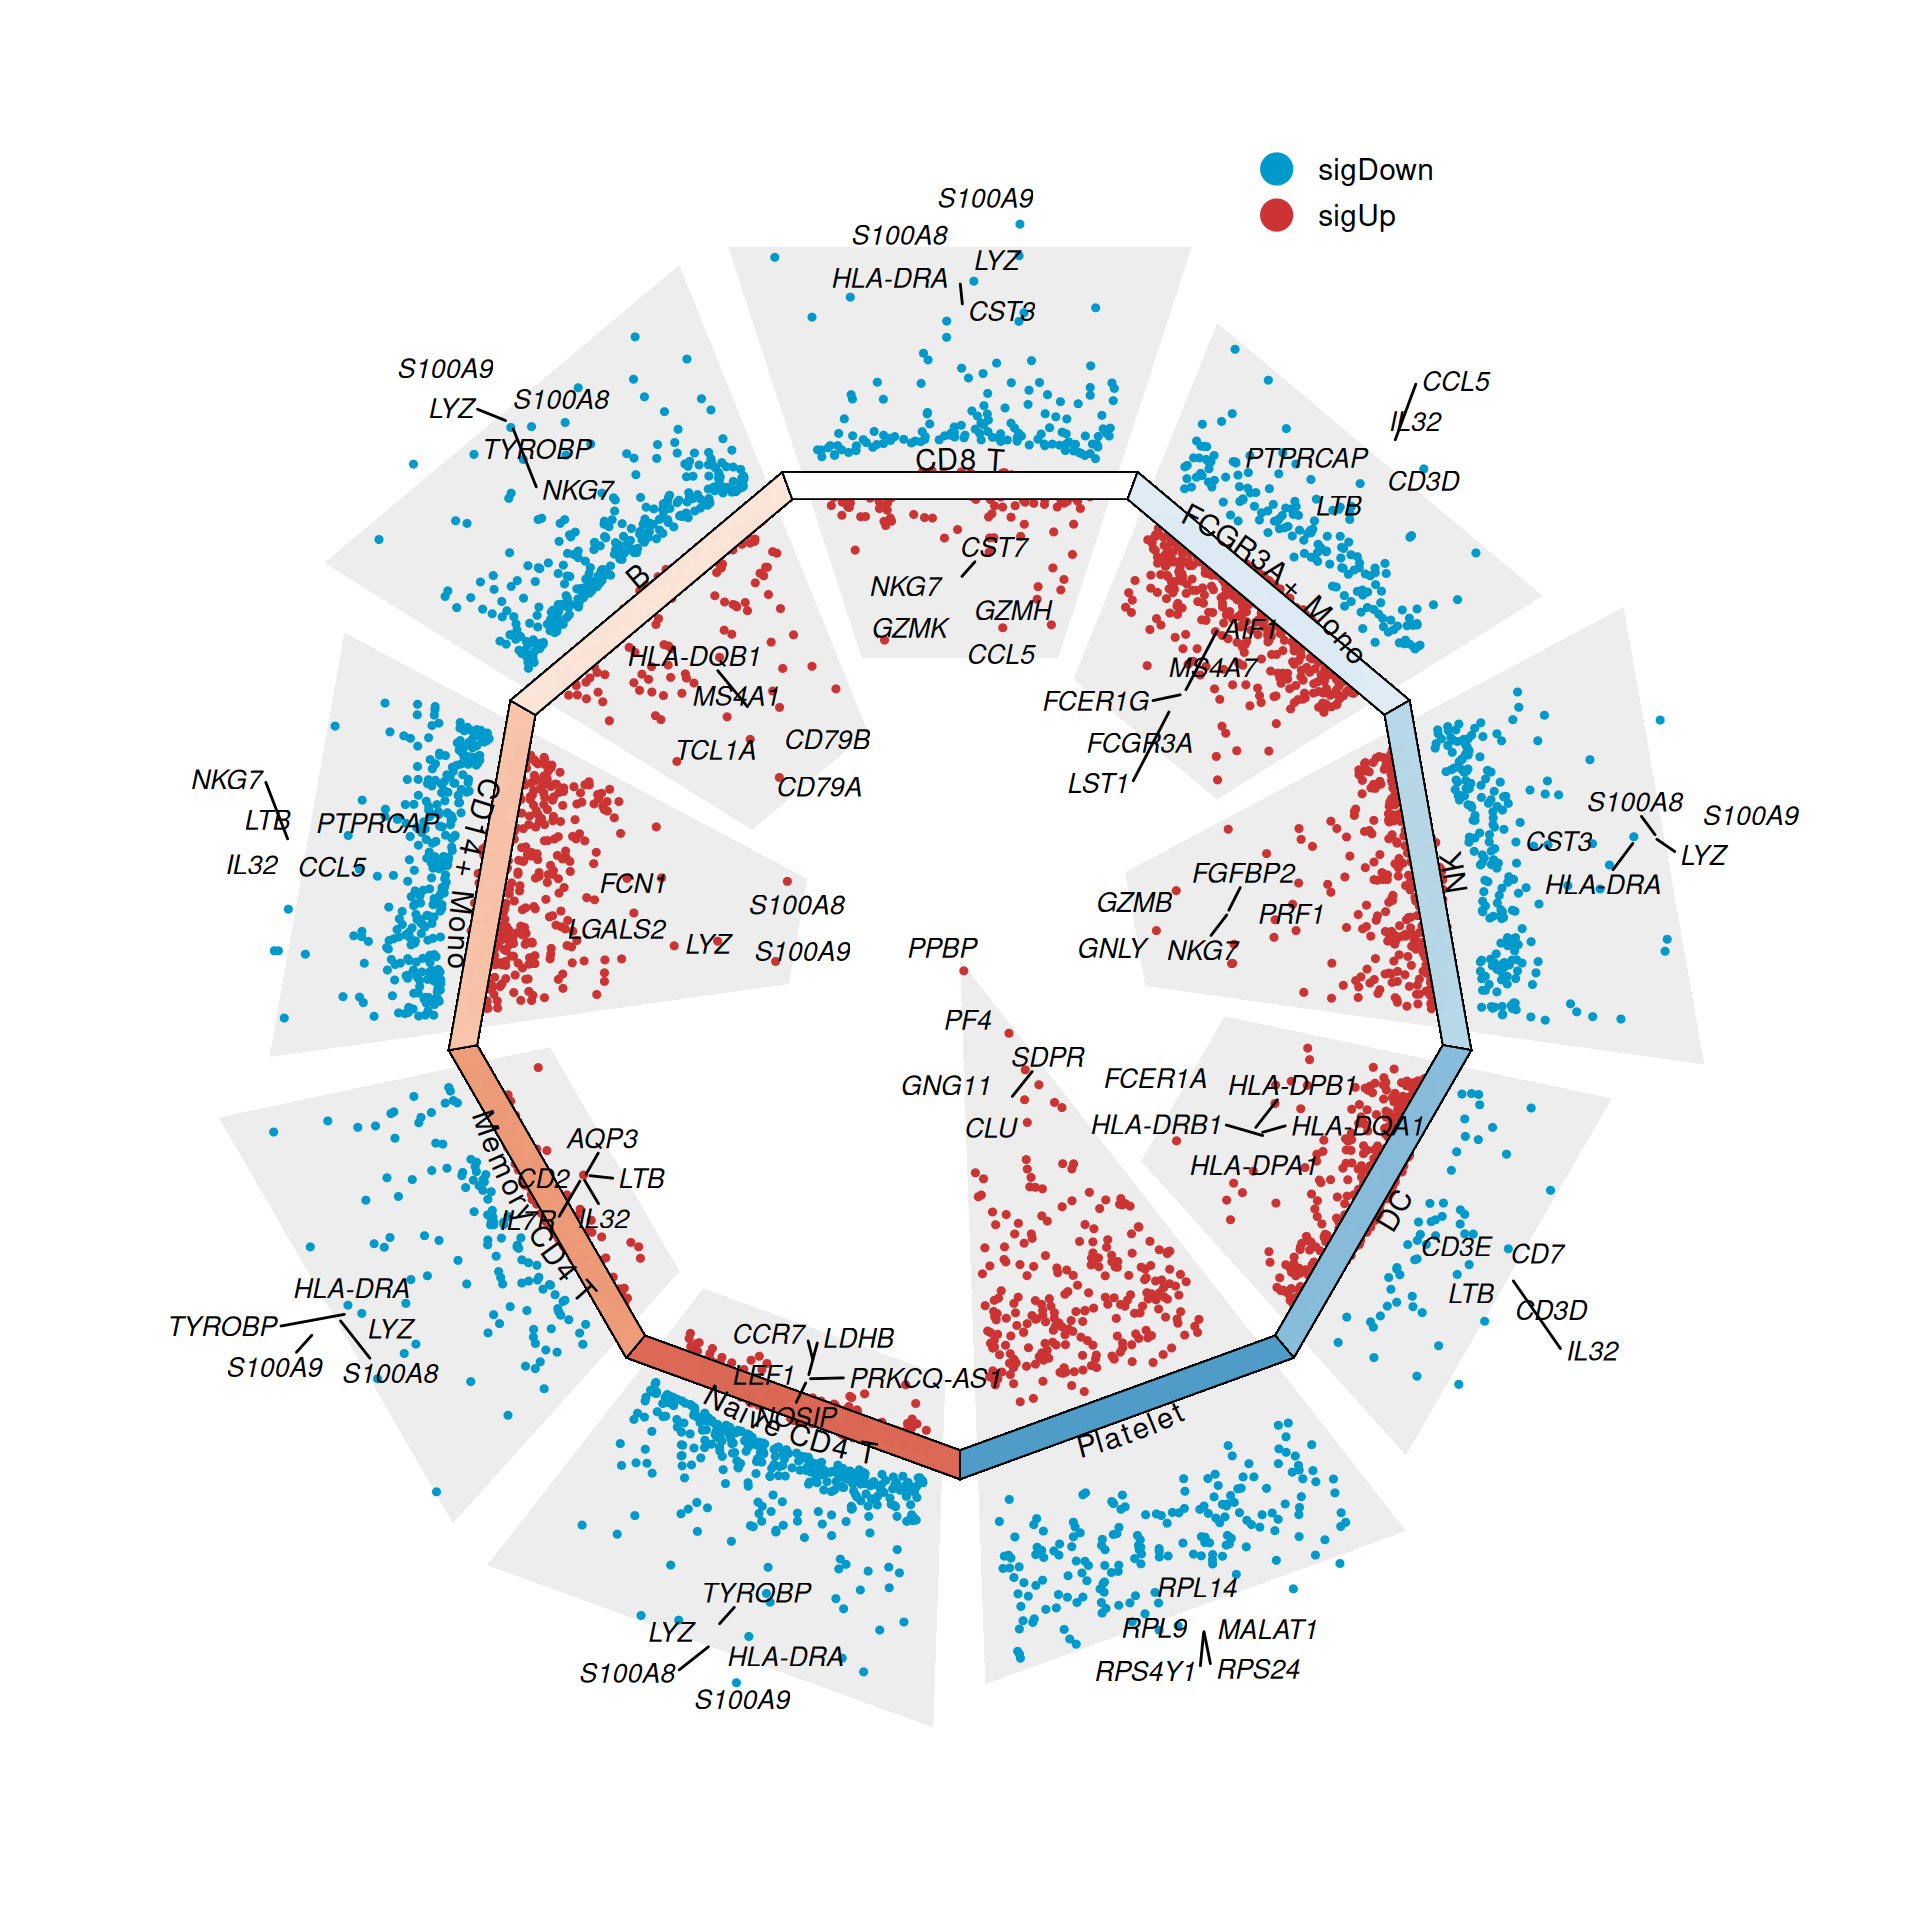 sigDown
sigUp
S100A9
S100A8
LYZ
HLA-DRA
CST3
CD8 T
CST7
NKG7
GZMH
GZMK
CCL5
CCL5
IL32
PTPRCAP
CD3D
LTB
FCGR3A+ Mono
AIF1
MS4A7
FCER1G
FCGR3A
LST1
S100A9
S100A8
LYZ
TYROBP
NKG7
B
HLA-DQB1
MS4A1
TCL1A
CD79B
CD79A
NKG7
LTB
PTPRCAP
IL32
CCL5
CD14+ Mono
FCN1
S100A8
LGALS2
LYZ
S100A9
S100A8
S100A9
CST3
LYZ
HLA-DRA
NK
FGFBP2
GZMB
PRF1
GNLY
NKG7
PPBP
PF4
SDPR
GNG11
CLU
FCER1A
HLA-DPB1
HLA-DRB1
HLA-DQA1
HLA-DPA1
DC
CD3E
CD7
LTB
CD3D
IL32
AQP3
CD2
LTB
IL7R
IL32
Memory CD4 T
HLA-DRA
TYROBP
LYZ
S100A9
S100A8
CCR7
LDHB
LEF1
PRKCQ-AS1
NOSIP
Naive CD4 T
TYROBP
LYZ
HLA-DRA
S100A8
S100A9
Platelet
RPL14
RPL9
MALAT1
RPS4Y1
RPS24